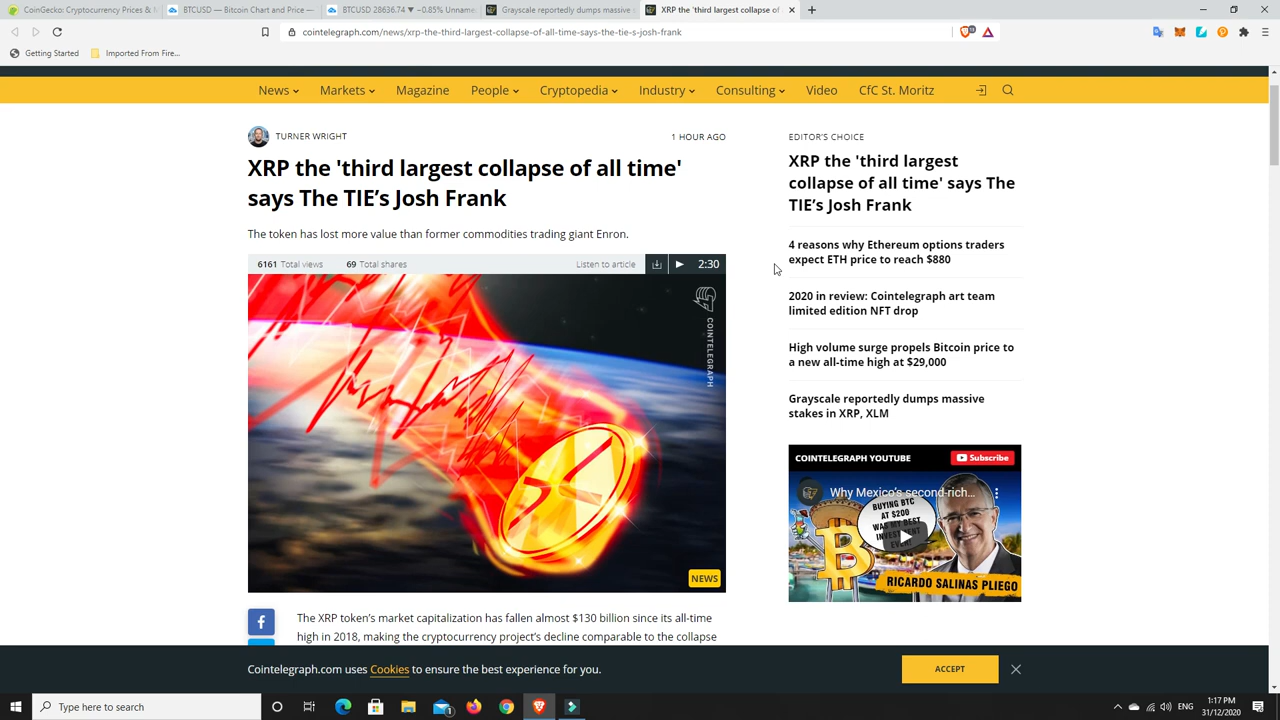 CoinGecko: Cryptocurrency Prices & M
BTCUSD — Bitcoin Chart and Price —
BTCUSD 28636.74 ▼ +0.85% Unname
Grayscale reportedly dumps massive
XRP the 'third largest collapse of
cointelegraph.com/news/xrp-the-third-largest-collapse-of-all-time-says-the-tie-s-josh-frank
Getting Started
Imported From Fire...
News
Markets
Magazine
People
Cryptopedia
Industry
Consulting
Video
CfC St. Moritz
TURNER WRIGHT
1 HOUR AGO
XRP the 'third largest collapse of all time'
says The TIE’s Josh Frank
The token has lost more value than former commodities trading giant Enron.
6161 Total views
69 Total shares
Listen to article
2:30
COINTELEGRAPH
NEWS
The XRP token’s market capitalization has fallen almost $130 billion since its all-time
high in 2018, making the cryptocurrency project’s decline comparable to the collapse
EDITOR’S CHOICE
XRP the 'third largest
collapse of all time' says The
TIE’s Josh Frank
4 reasons why Ethereum options traders
expect ETH price to reach $880
2020 in review: Cointelegraph art team
limited edition NFT drop
High volume surge propels Bitcoin price to
a new all-time high at $29,000
Grayscale reportedly dumps massive
stakes in XRP, XLM
COINTELEGRAPH YOUTUBE
Subscribe
Why Mexico's second-rich...
BUYING BTC
AT $200
WAS MY BEST
INVESTMENT
EVER!
RICARDO SALINAS PLIEGO
Cointelegraph.com uses Cookies to ensure the best experience for you.
ACCEPT
Type here to search
ENG
1:17 PM
31/12/2020